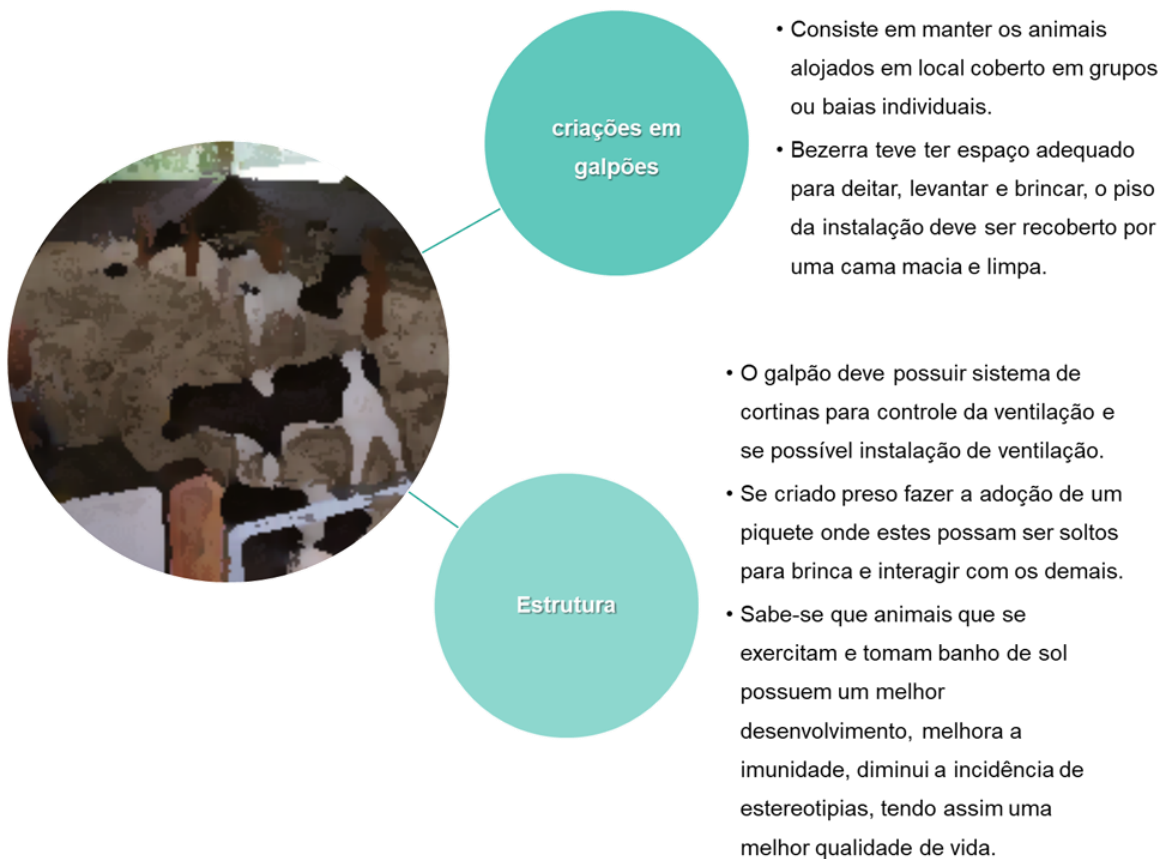 criações em
galpões
• Consiste em manter os animais
alojados em local coberto em grupos
ou baias individuais.
• Bezerra teve ter espaço adequado
para deitar, levantar e brincar, o piso
da instalação deve ser recoberto por
uma cama macia e limpa.
Estrutura
• O galpão deve possuir sistema de
cortinas para controle da ventilação e
se possível instalação de ventilação.
• Se criado preso fazer a adoção de um
piquete onde estes possam ser soltos
para brinca e interagir com os demais.
• Sabe-se que animais que se
exercitam e tomam banho de sol
possuem um melhor
desenvolvimento, melhora a
imunidade, diminui a incidência de
estereotipias, tendo assim uma
melhor qualidade de vida.